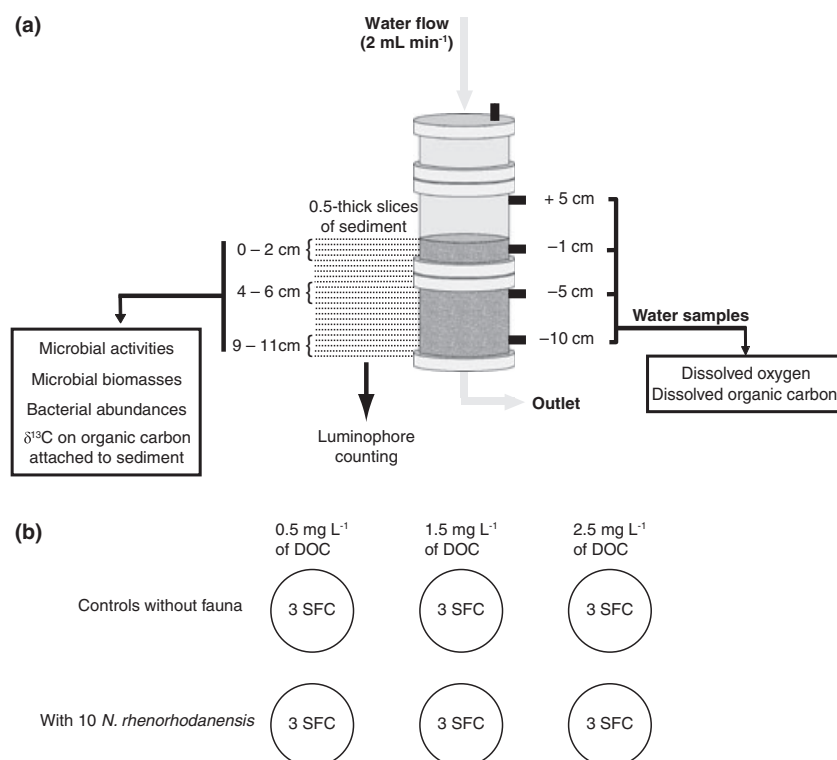 (a)
Water flow
(2 mL min⁻¹)
0.5-thick slices
of sediment
0 – 2 cm
4 – 6 cm
9 – 11cm
+ 5 cm
–1 cm
–5 cm
–10 cm
Water samples
Microbial activities
Microbial biomasses
Bacterial abundances
δ¹³C on organic carbon
attached to sediment
Luminophore
counting
Outlet
Dissolved oxygen
Dissolved organic carbon
(b)
0.5 mg L⁻¹
of DOC
1.5 mg L⁻¹
of DOC
2.5 mg L⁻¹
of DOC
Controls without fauna
3 SFC
3 SFC
3 SFC
With 10 N. rhenorhodanensis
3 SFC
3 SFC
3 SFC